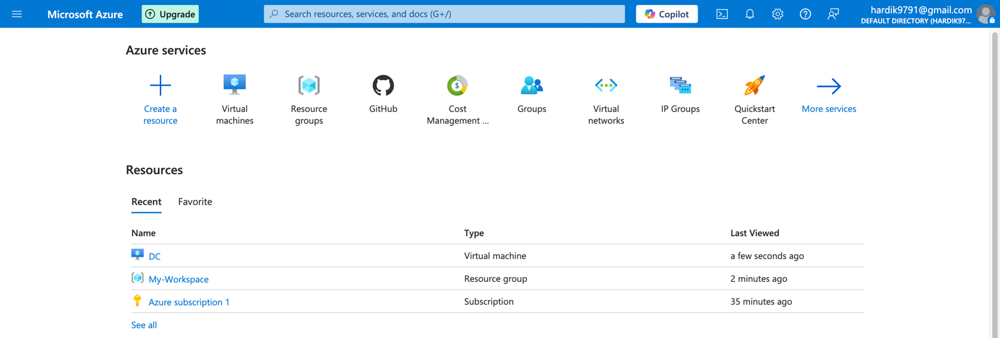 Microsoft Azure
Upgrade
Search resources, services, and docs (G+/)
Copilot
hardik9791@gmail.com
DEFAULT DIRECTORY (HARDIK97...
Azure services
Create a
resource
Virtual
machines
Resource
groups
GitHub
Cost
Management ...
Groups
Virtual
networks
IP Groups
Quickstart
Center
More services
Resources
Recent
Favorite
Name Type Last Viewed
DC Virtual machine a few seconds ago
My-Workspace Resource group 2 minutes ago
Azure subscription 1 Subscription 35 minutes ago
See all